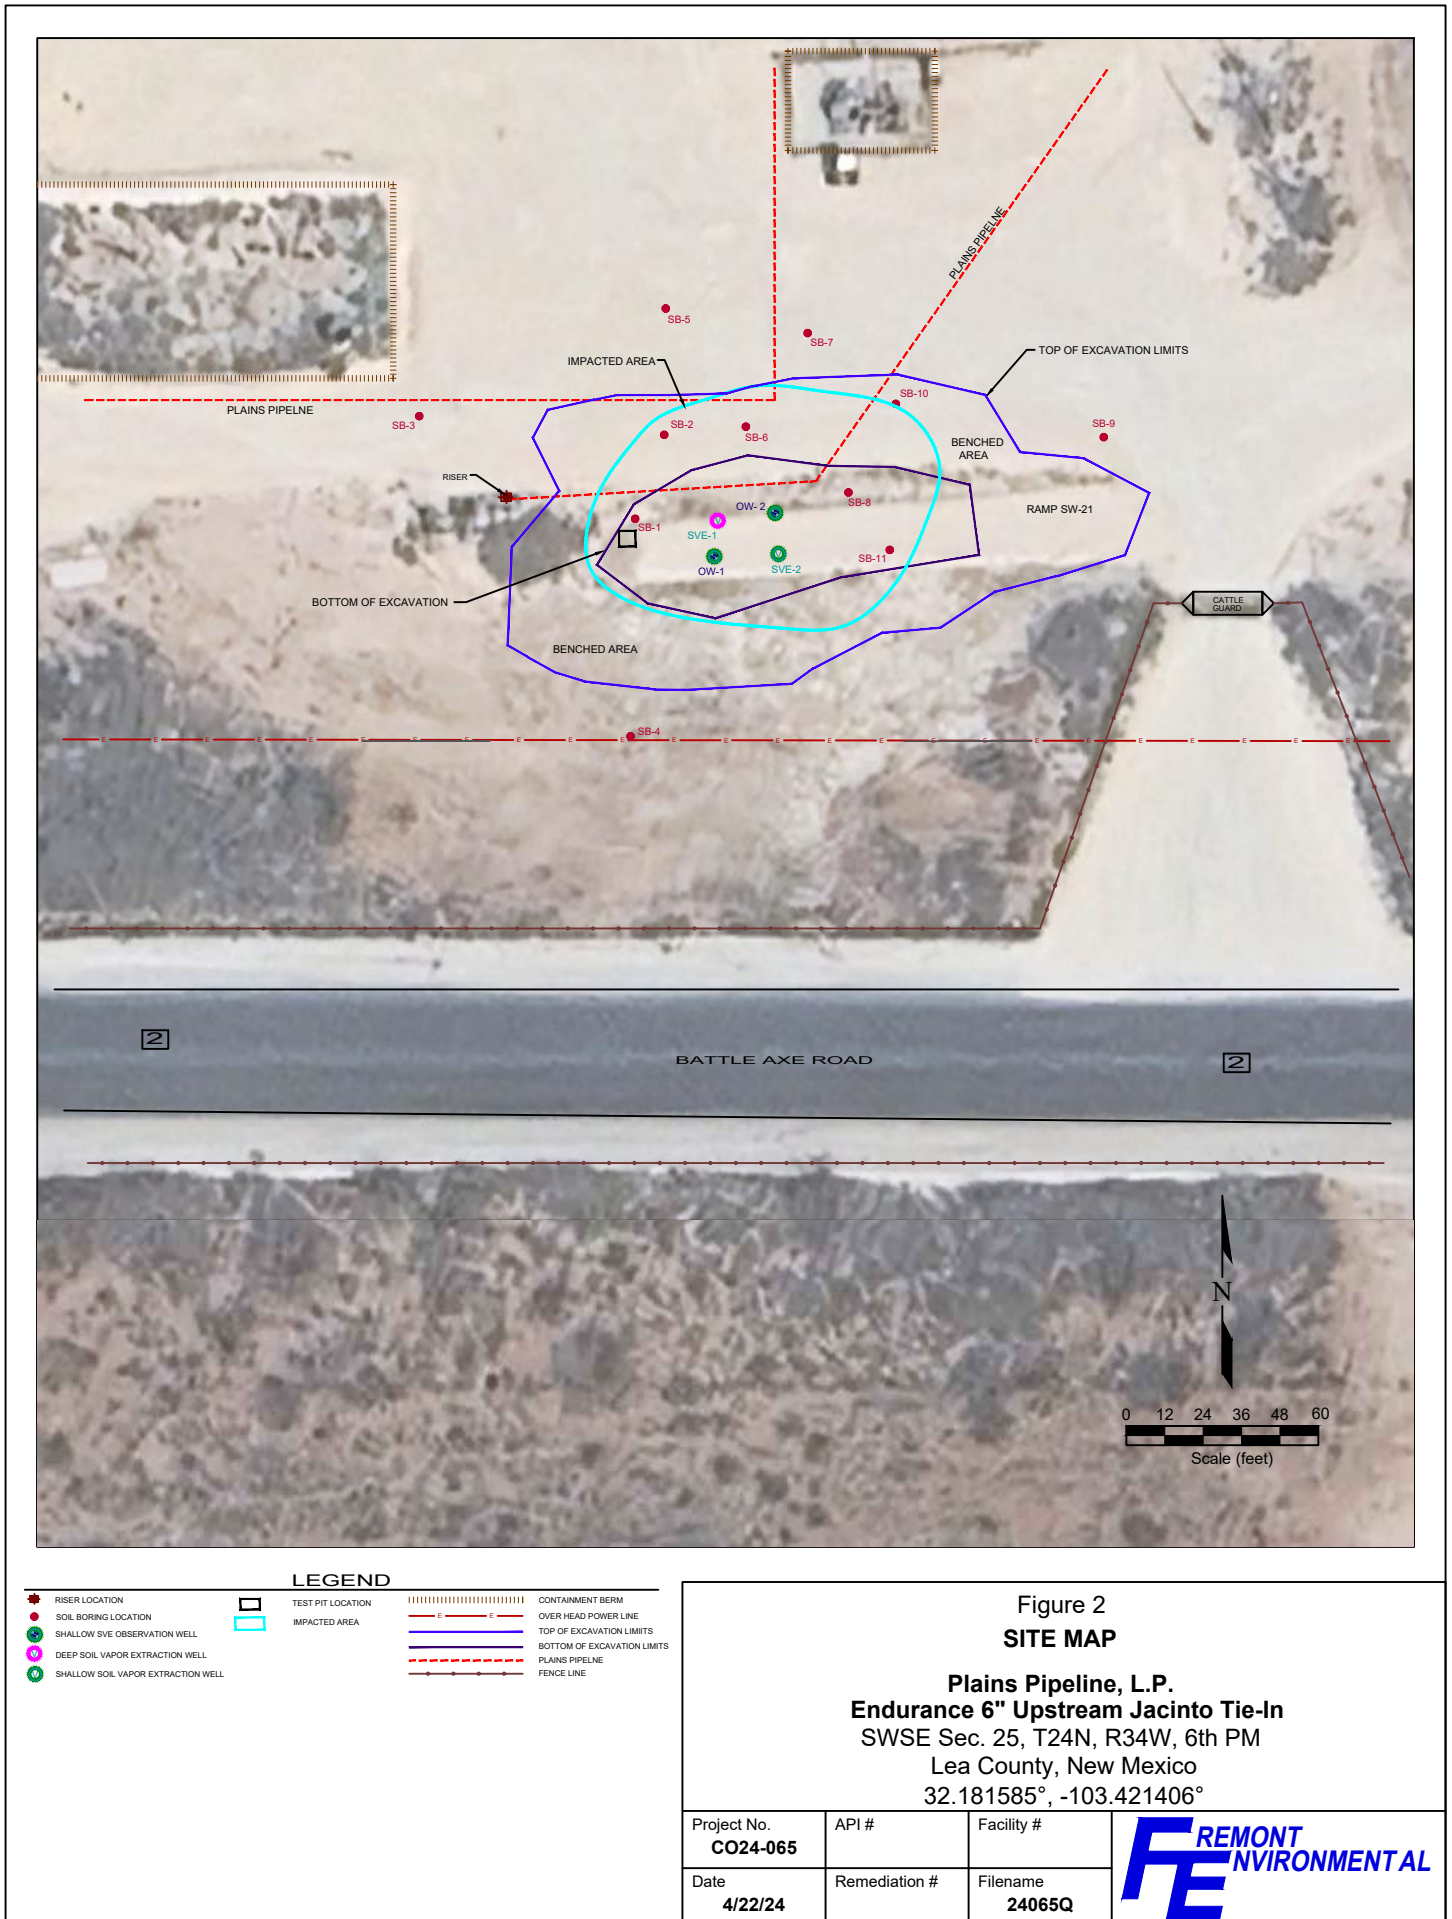 PLAINS PIPELNE
SB-5
SB-7
IMPACTED AREA
TOP OF EXCAVATION LIMITS
PLAINS PIPELNE
SB-3
SB-10
SB-2
SB-6
SB-9
BENCHED
AREA
RISER
OW- 2
SB-8
RAMP SW-21
SB-1
SVE-1
SB-11
OW-1
SVE-2
BOTTOM OF EXCAVATION
CATTLE
GUARD
BENCHED AREA
SB-4
E E E E E E E E E E E E E E E E E E E E E E E E E
2
BATTLE AXE ROAD
2
N
0 12 24 36 48 60
Scale (feet)
LEGEND
RISER LOCATION
SOIL BORING LOCATION
SHALLOW SVE OBSERVATION WELL
DEEP SOIL VAPOR EXTRACTION WELL
SHALLOW SOIL VAPOR EXTRACTION WELL
TEST PIT LOCATION
IMPACTED AREA
CONTAINMENT BERM
E E OVER HEAD POWER LINE
TOP OF EXCAVATION LIMIITS
BOTTOM OF EXCAVATION LIMITS
PLAINS PIPELNE
FENCE LINE
Figure 2
SITE MAP
Plains Pipeline, L.P.
Endurance 6" Upstream Jacinto Tie-In
SWSE Sec. 25, T24N, R34W, 6th PM
Lea County, New Mexico
32.181585°, -103.421406°
Project No.
CO24-065
API #
Facility #
Date
4/22/24
Remediation #
Filename
24065Q
FREMONT
ENVIRONMENTAL